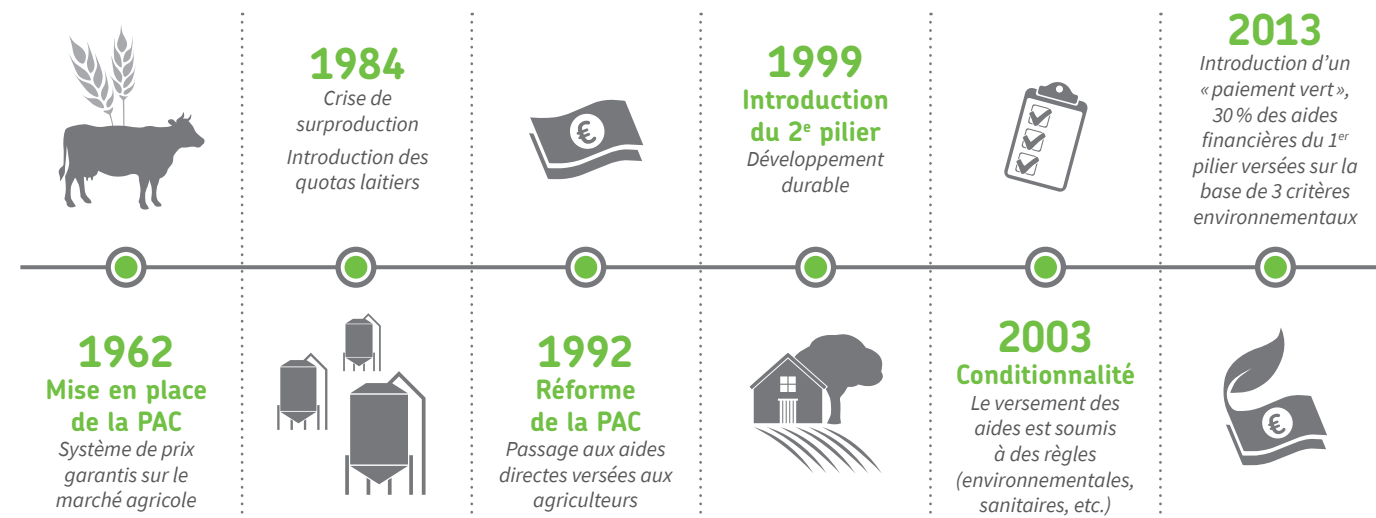 1962
Mise en place
de la PAC
Système de prix
garantis sur le
marché agricole
1984
Crise de
surproduction
Introduction des
quotas laitiers
€
1992
Réforme
de la PAC
Passage aux aides
directes versées aux
agriculteurs
1999
Introduction
du 2e pilier
Développement
durable
2003
Conditionnalité
Le versement des
aides est soumis
à des règles
(environnementales,
sanitaires, etc.)
2013
Introduction d’un
« paiement vert »,
30 % des aides
financières du 1er
pilier versées sur la
base de 3 critères
environnementaux
€